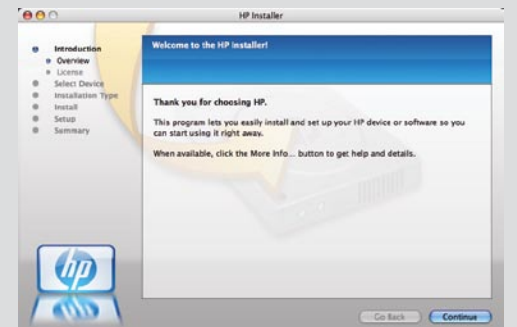 HP Installer
Introduction
Overview
License
Select Device
Installation Type
Install
Setup
Summary
Welcome to the HP Installer!
Thank you for choosing HP.
This program lets you easily install and set up your HP device or software so you
can start using it right away.
When available, click the More Info... button to get help and details.
hp
Go Back
Continue